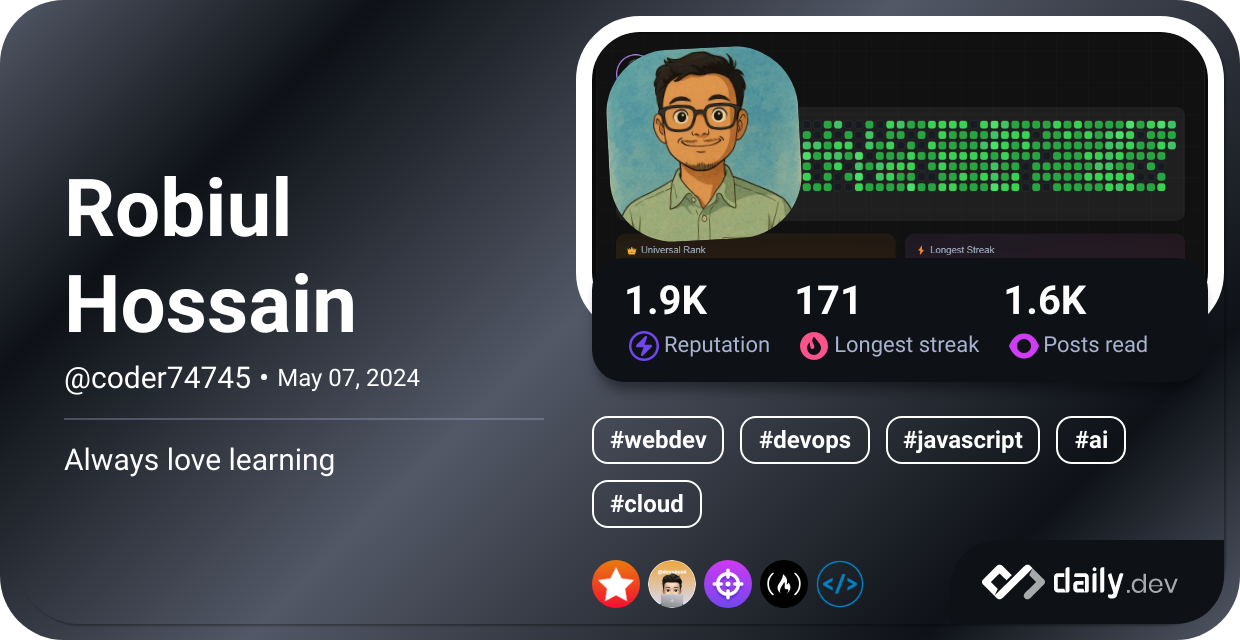 Robiul
Hossain
@coder74745 • May 07, 2024
Always love learning
Universal Rank
Longest Streak
1.9K
171
1.6K
Reputation
Longest streak
Posts read
#webdev
#devops
#javascript
#ai
#cloud
</>
daily.dev